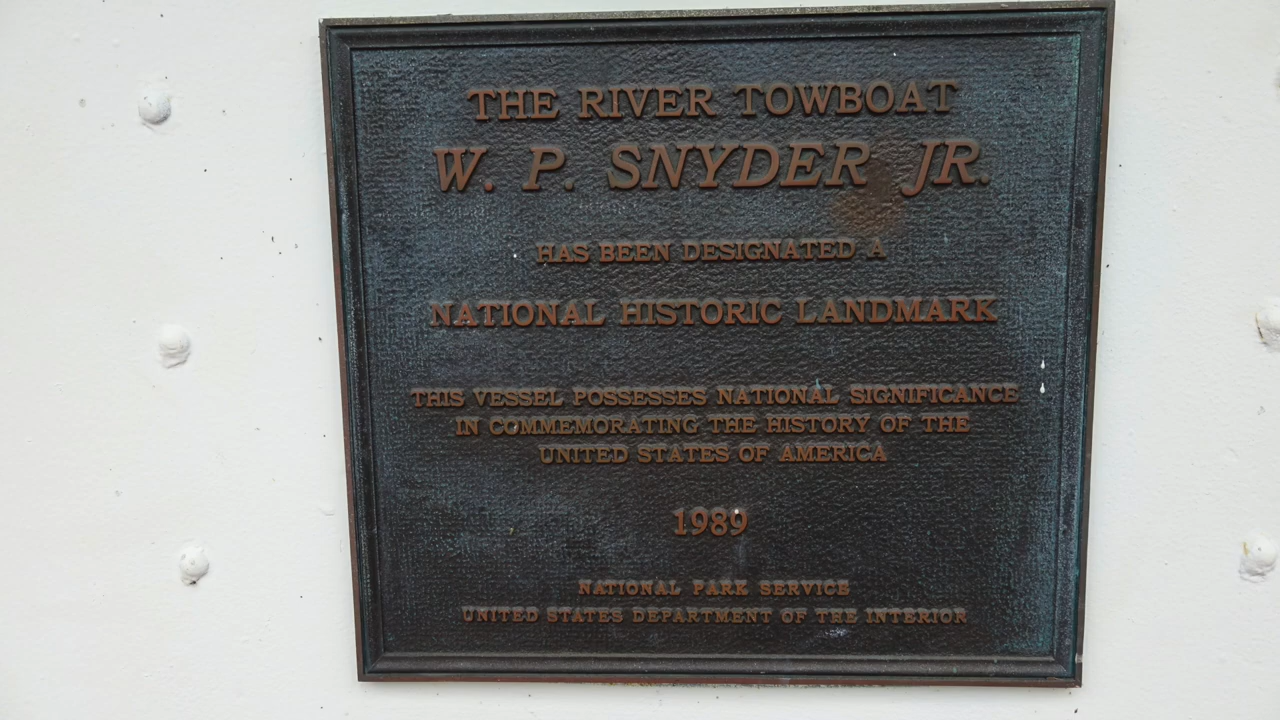 THE RIVER TOWBOAT
W. P. SNYDER JR.
HAS BEEN DESIGNATED A
NATIONAL HISTORIC LANDMARK
THIS VESSEL POSSESSES NATIONAL SIGNIFICANCE
IN COMMEMORATING THE HISTORY OF THE
UNITED STATES OF AMERICA
1989
NATIONAL PARK SERVICE
UNITED STATES DEPARTMENT OF THE INTERIOR